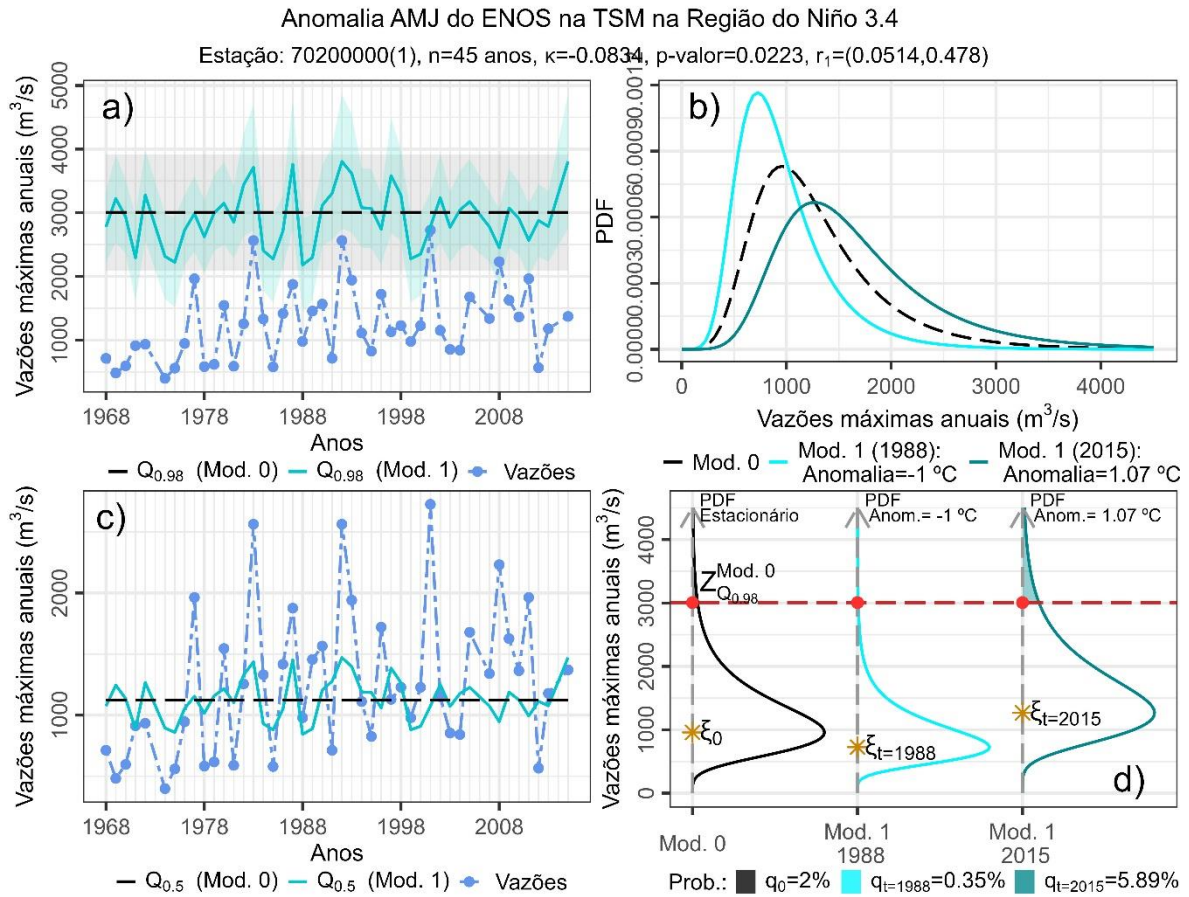 Anomalia AMJ do ENOS na TSM na Região do Niño 3.4
Estação: 70200000(1), n=45 anos, κ=-0.0834, p-valor=0.0223, r₁=(0.0514,0.478)
a)
Vazões máximas anuais (m³/s)
5000
4000
3000
2000
1000
1968 1978 1988 1998 2008
Anos
Q₀.₉₈ (Mod. 0) Q₀.₉₈ (Mod. 1) Vazões
b)
PDF
0.00000.00030.00060.00090.001
0 1000 2000 3000 4000
Vazões máximas anuais (m³/s)
Mod. 0 Mod. 1 (1988): Mod. 1 (2015):
Anomalia=-1 ºC Anomalia=1.07 ºC
c)
Vazões máximas anuais (m³/s)
2000
1000
1968 1978 1988 1998 2008
Anos
Q₀.₅ (Mod. 0) Q₀.₅ (Mod. 1) Vazões
d)
Vazões máximas anuais (m³/s)
4000
3000
2000
1000
0
PDF PDF PDF
Estacionário Anom.= -1 ºC Anom.= 1.07 ºC
Z Mod. 0 Q₀.₉₈
ξ₀ ξt=1988 ξt=2015
Mod. 0 Mod. 1 Mod. 1
1988 2015
Prob.: q₀=2% qt=1988=0.35% qt=2015=5.89%